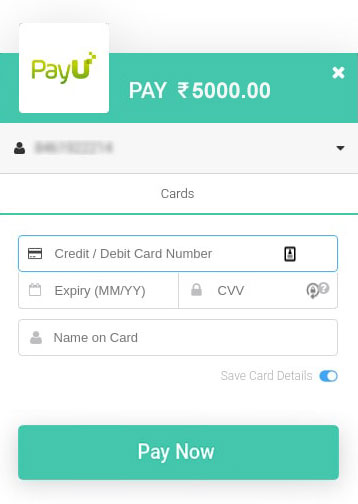 PayU
PAY ₹5000.00
Cards
Credit / Debit Card Number
Expiry (MM/YY) CVV
Name on Card
Save Card Details
Pay Now